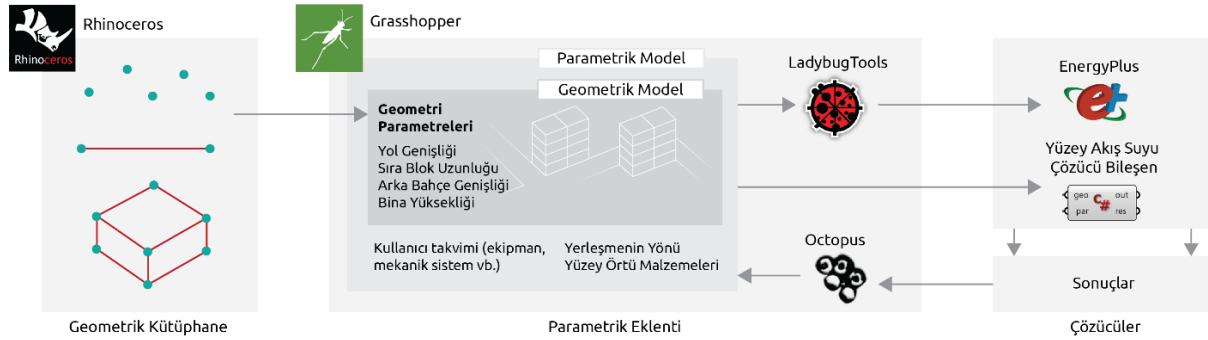 Rhinoceros
Rhinoceros
Geometrik Kütüphane
Grasshopper
Parametrik Model
Geometrik Model
Geometri
Parametreleri
Yol Genişliği
Sıra Blok Uzunluğu
Arka Bahçe Genişliği
Bina Yüksekliği
Kullanıcı takvimi (ekipman,
mekanik sistem vb.)
Yerleşmenin Yönü
Yüzey Örtü Malzemeleri
LadybugTools
Octopus
Parametrik Eklenti
EnergyPlus
e+
Yüzey Akış Suyu
Çözücü Bileşen
geo out
C#
par res
Sonuçlar
Çözücüler